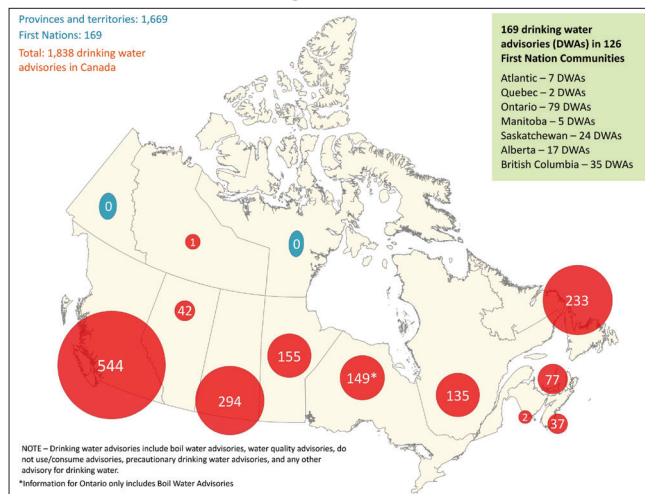 Provinces and territories: 1,669
First Nations: 169
Total: 1,838 drinking water
advisories in Canada
169 drinking water
advisories (DWAs) in 126
First Nation Communities
Atlantic – 7 DWAs
Quebec – 2 DWAs
Ontario – 79 DWAs
Manitoba – 5 DWAs
Saskatchewan – 24 DWAs
Alberta – 17 DWAs
British Columbia – 35 DWAs
0
1
0
233
42
544
294
155
149*
135
77
2
37
NOTE – Drinking water advisories include boil water advisories, water quality advisories, do
not use/consume advisories, precautionary drinking water advisories, and any other
advisory for drinking water.
*Information for Ontario only includes Boil Water Advisories